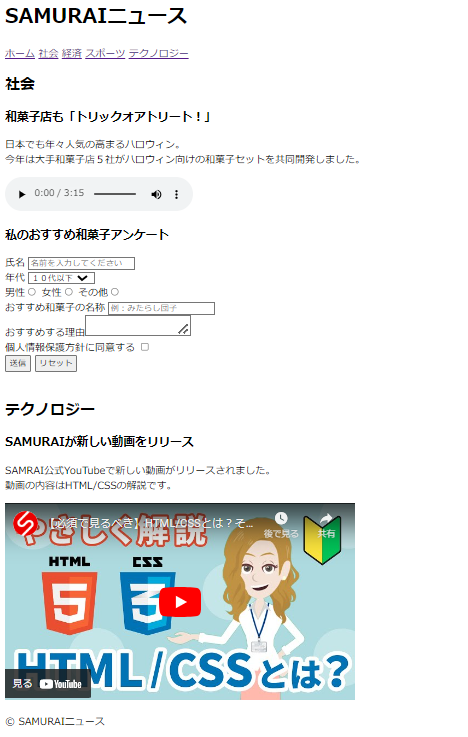 SAMURAIニュース
ホーム 社会 経済 スポーツ テクノロジー
社会
和菓子店も「トリックオアトリート！」
日本でも年々人気の高まるハロウィン。
今年は大手和菓子店５社がハロウィン向けの和菓子セットを共同開発しました。
0:00 / 3:15
私のおすすめ和菓子アンケート
氏名 名前を入力してください
年代 １０代以下
男性 女性 その他
おすすめ和菓子の名称 例：みたらし団子
おすすめする理由
個人情報保護方針に同意する
送信 リセット
テクノロジー
SAMURAIが新しい動画をリリース
SAMRAI公式YouTubeで新しい動画がリリースされました。
動画の内容はHTML/CSSの解説です。
【必須で見るべき】HTML/CSSとは？そ...
後で見る 共有
やさしく解説
HTML CSS
5 3
HTML/CSSとは？
見る YouTube
© SAMURAIニュース